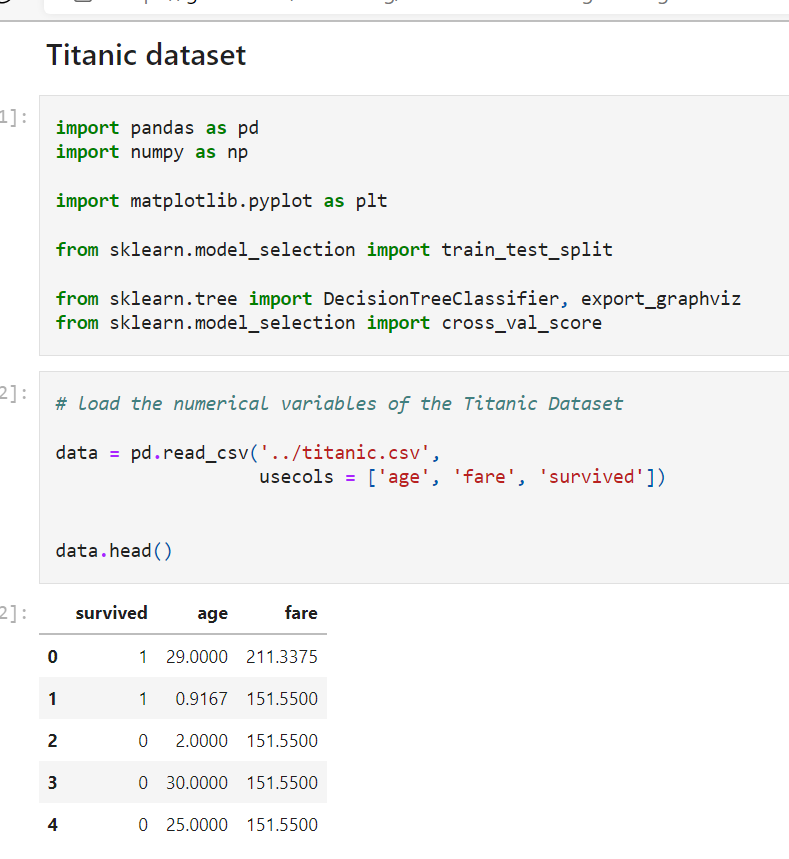 Titanic dataset
1]:
import pandas as pd
import numpy as np
import matplotlib.pyplot as plt
from sklearn.model_selection import train_test_split
from sklearn.tree import DecisionTreeClassifier, export_graphviz
from sklearn.model_selection import cross_val_score
2]:
# load the numerical variables of the Titanic Dataset
data = pd.read_csv('../titanic.csv',
usecols = ['age', 'fare', 'survived'])
data.head()
2]:
survived age fare
0 1 29.0000 211.3375
1 1 0.9167 151.5500
2 0 2.0000 151.5500
3 0 30.0000 151.5500
4 0 25.0000 151.5500